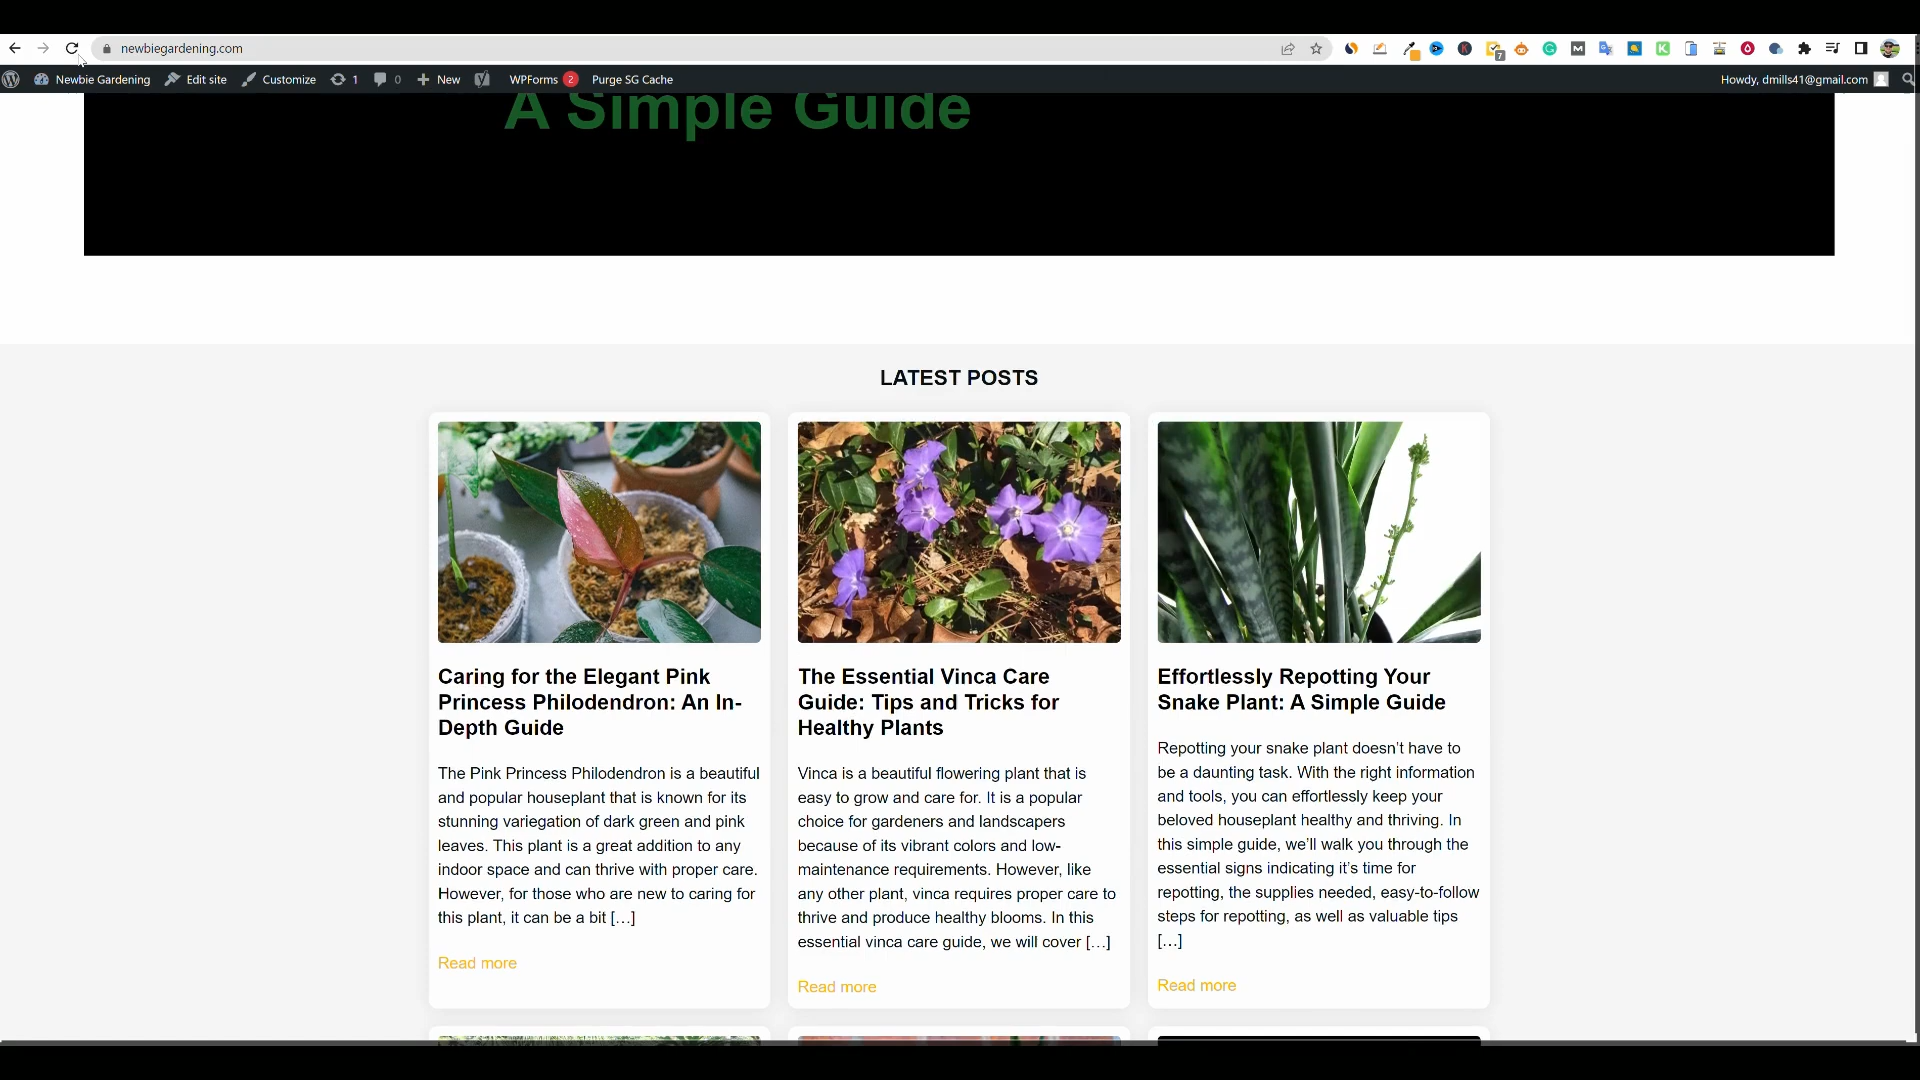 newbiegardening.com
7
Newbie Gardening Edit site Customize 1 0 New WPForms 2 Purge SG Cache Howdy, dmills41@gmail.com
A Simple Guide
LATEST POSTS
Caring for the Elegant Pink
Princess Philodendron: An In-
Depth Guide
The Pink Princess Philodendron is a beautiful
and popular houseplant that is known for its
stunning variegation of dark green and pink
leaves. This plant is a great addition to any
indoor space and can thrive with proper care.
However, for those who are new to caring for
this plant, it can be a bit […]
Read more
The Essential Vinca Care
Guide: Tips and Tricks for
Healthy Plants
Vinca is a beautiful flowering plant that is
easy to grow and care for. It is a popular
choice for gardeners and landscapers
because of its vibrant colors and low-
maintenance requirements. However, like
any other plant, vinca requires proper care to
thrive and produce healthy blooms. In this
essential vinca care guide, we will cover […]
Read more
Effortlessly Repotting Your
Snake Plant: A Simple Guide
Repotting your snake plant doesn’t have to
be a daunting task. With the right information
and tools, you can effortlessly keep your
beloved houseplant healthy and thriving. In
this simple guide, we’ll walk you through the
essential signs indicating it’s time for
repotting, the supplies needed, easy-to-follow
steps for repotting, as well as valuable tips
[…]
Read more